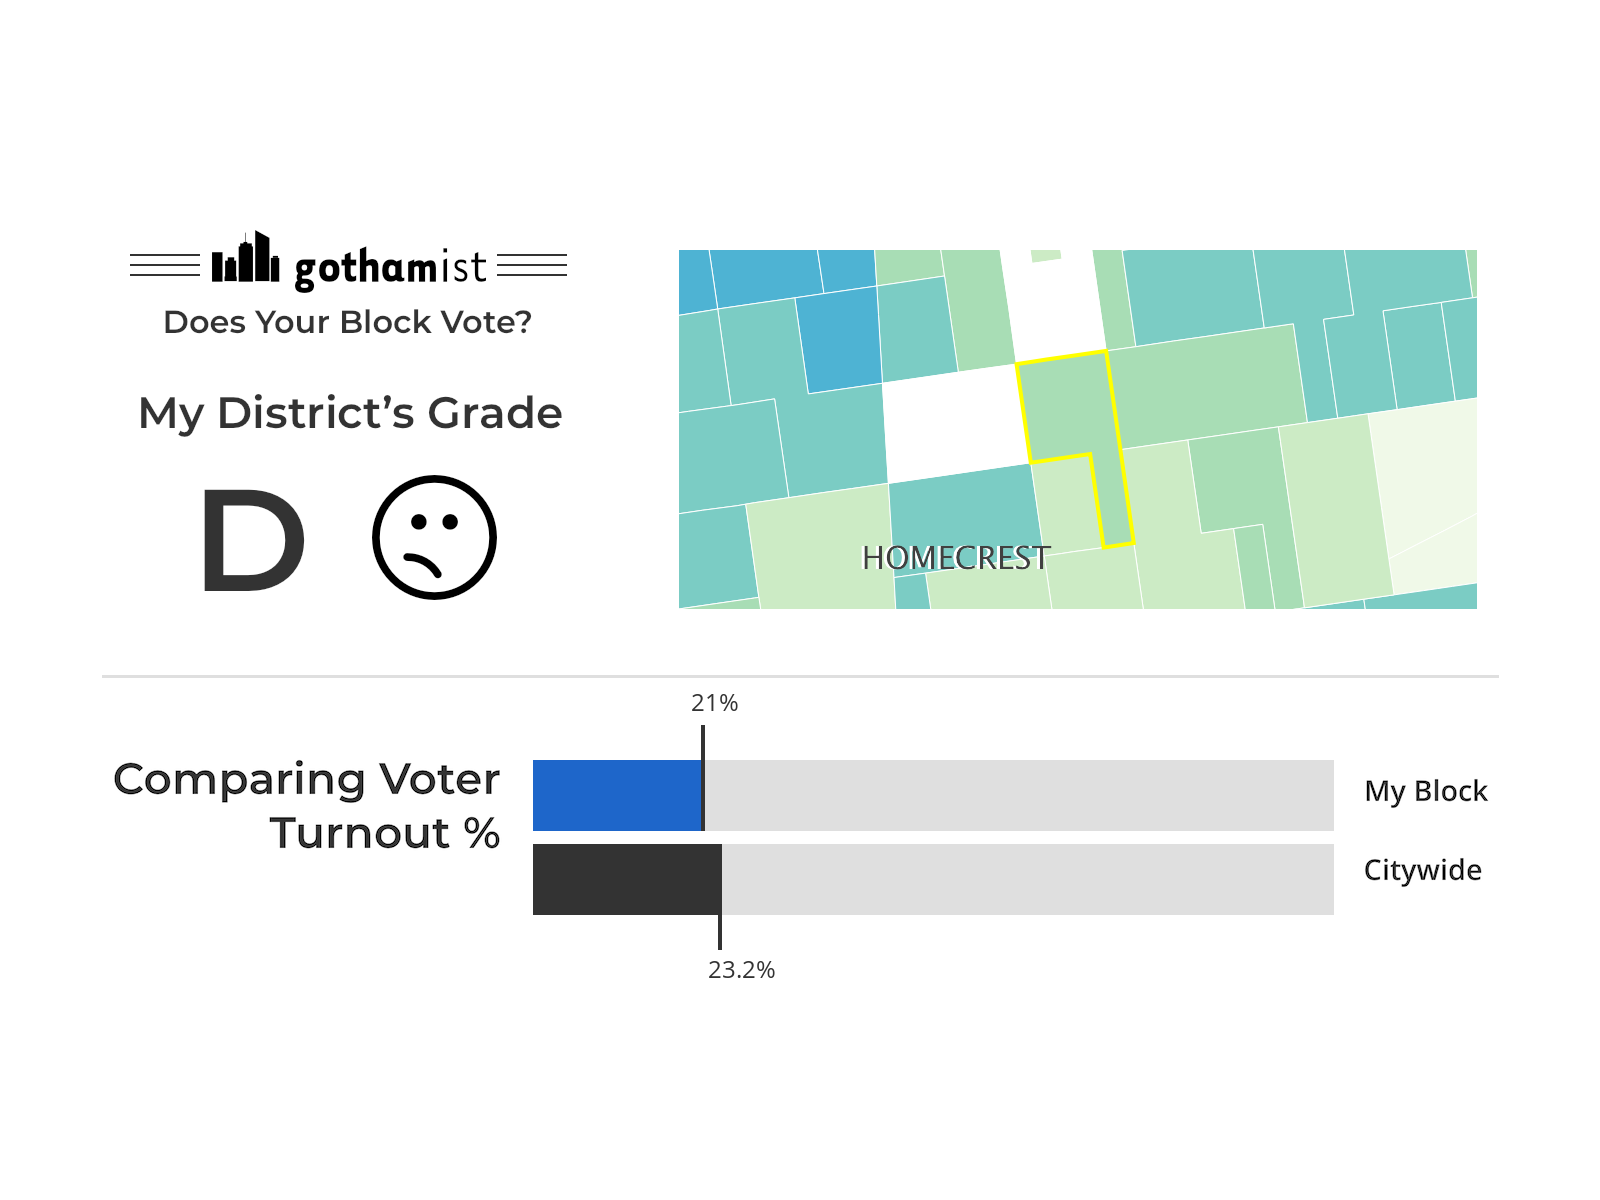 gothamist
Does Your Block Vote?
My District’s Grade
D
HOMECREST
21%
Comparing Voter
Turnout %
My Block
Citywide
23.2%